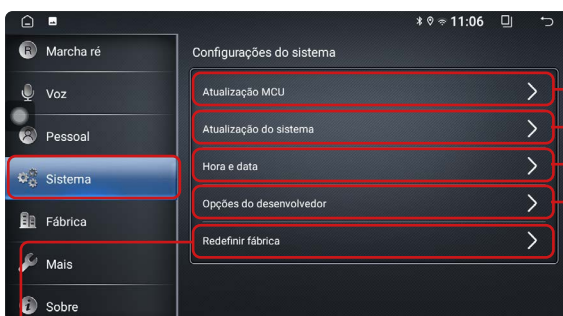 11:06
R Marcha ré
Configurações do sistema
Voz
Atualização MCU
Pessoal
Atualização do sistema
Sistema
Hora e data
Fábrica
Opções do desenvolvedor
Redefinir fábrica
Mais
Sobre